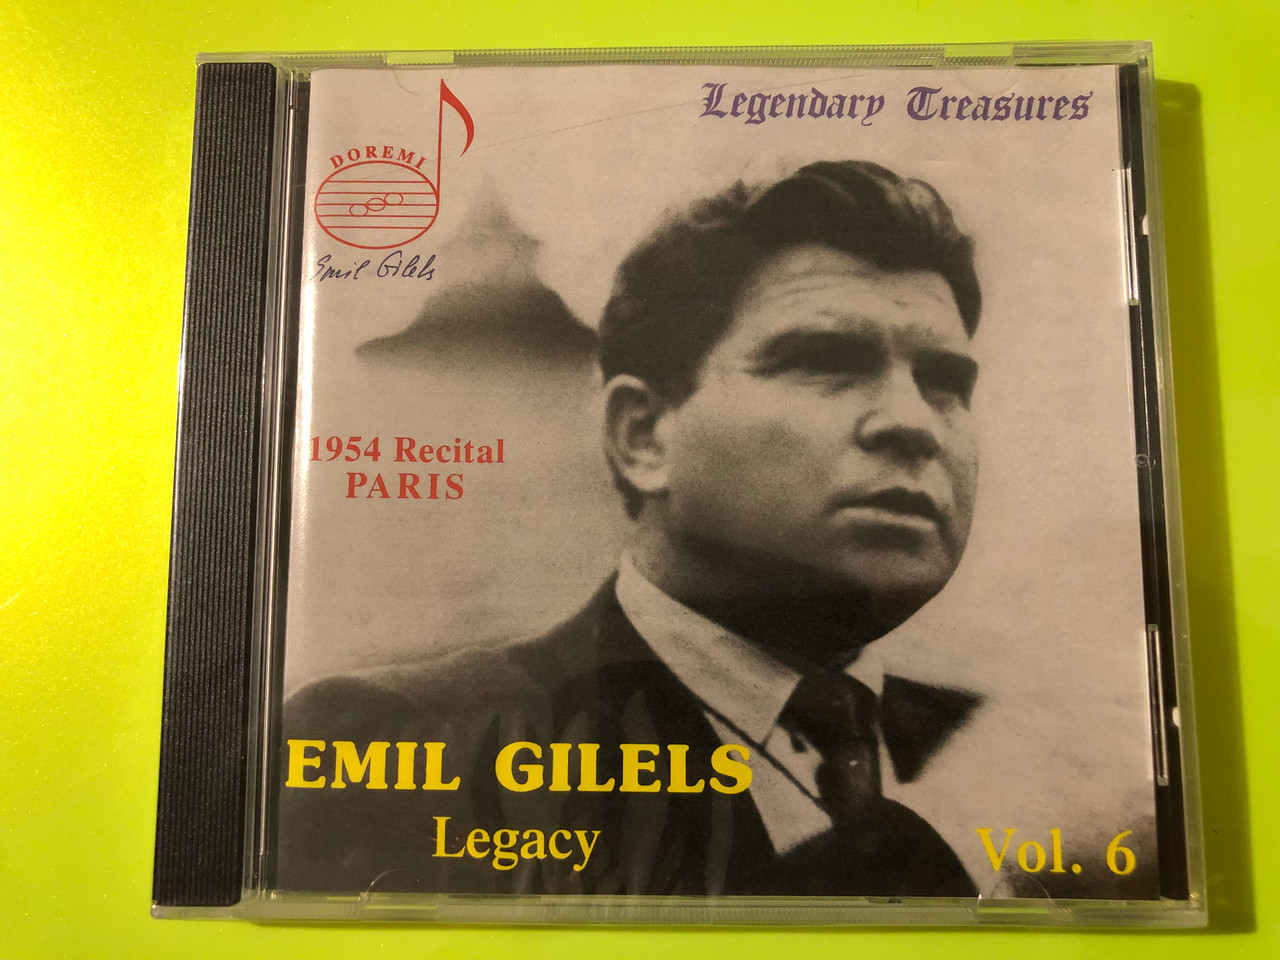 Legendary Treasures
DOREMI
Emil Gilels
1954 Recital
PARIS
EMIL GILELS
Legacy
Vol. 6